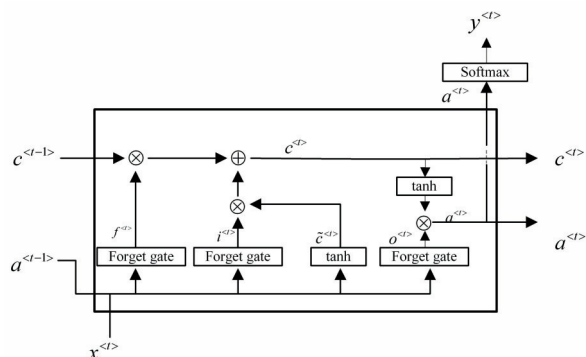 y<t>
Softmax
a<t>
c<t-1> c<t> c<t>
tanh
f<t> i<t> c̃<t> o<t> a<t> a<t>
Forget gate Forget gate tanh Forget gate
a<t-1>
x<t>